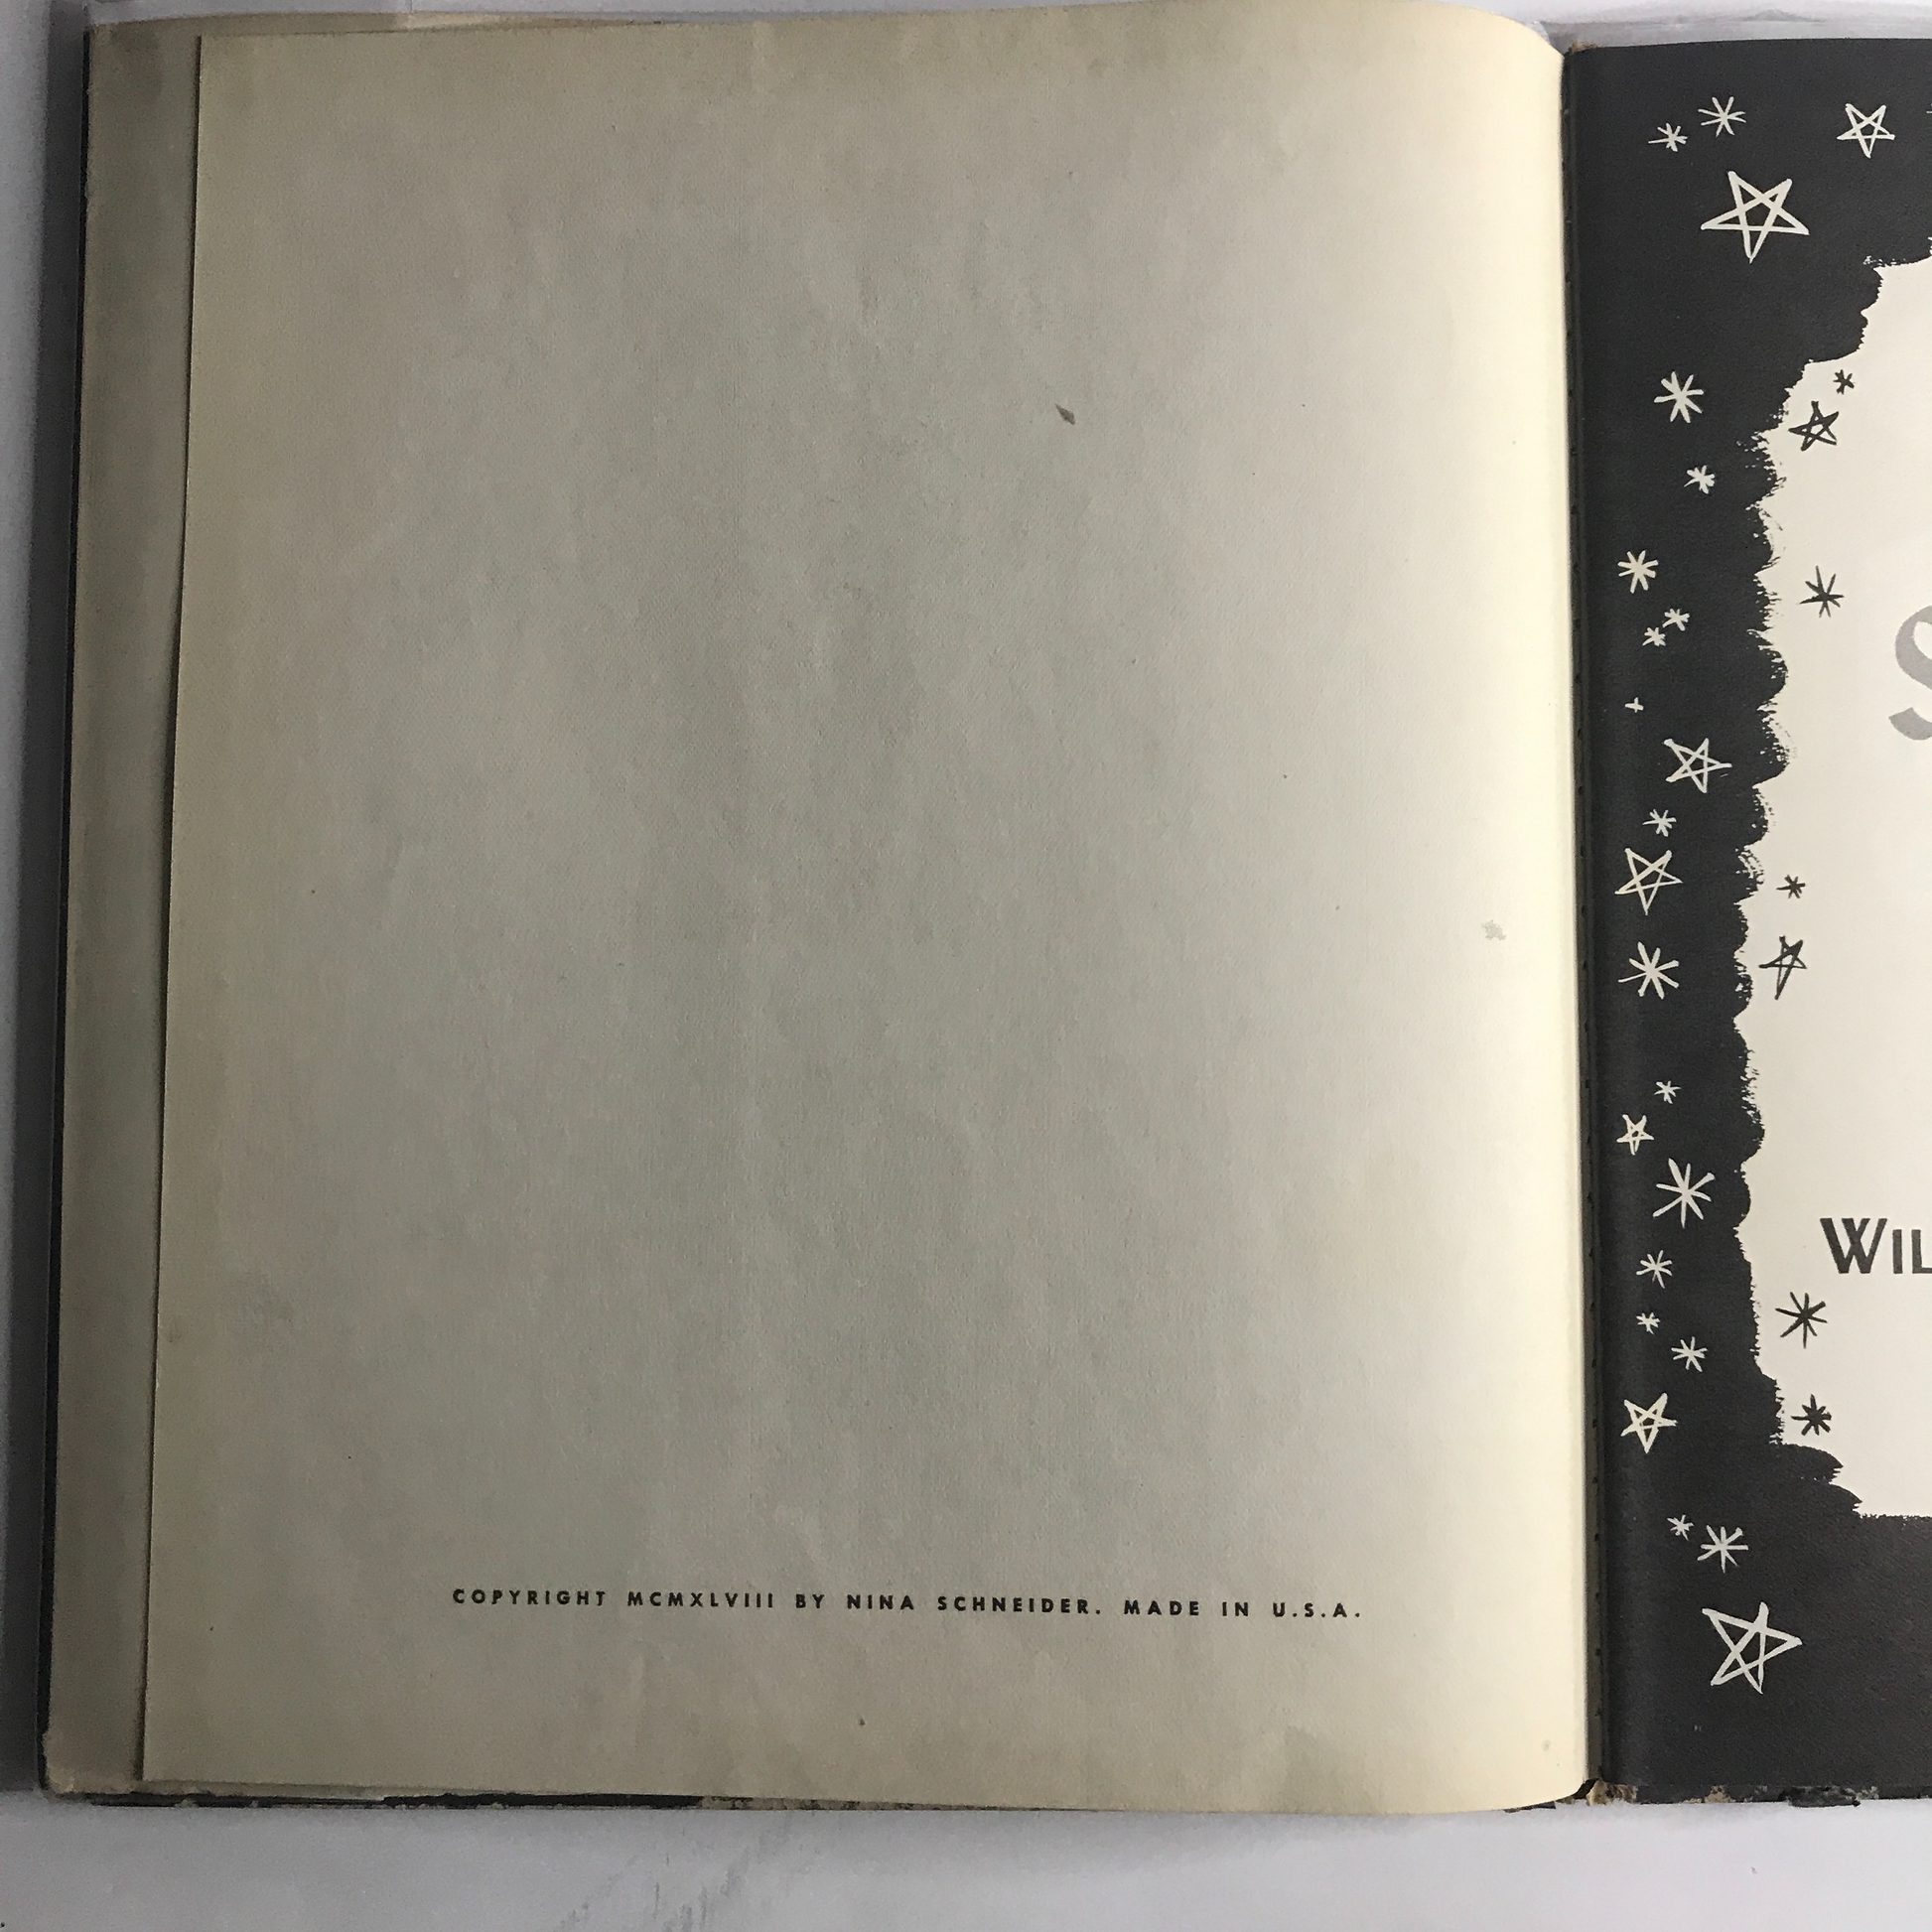 COPYRIGHT MCMXLVIII BY NINA SCHNEIDER. MADE IN U.S.A.
S
WIL